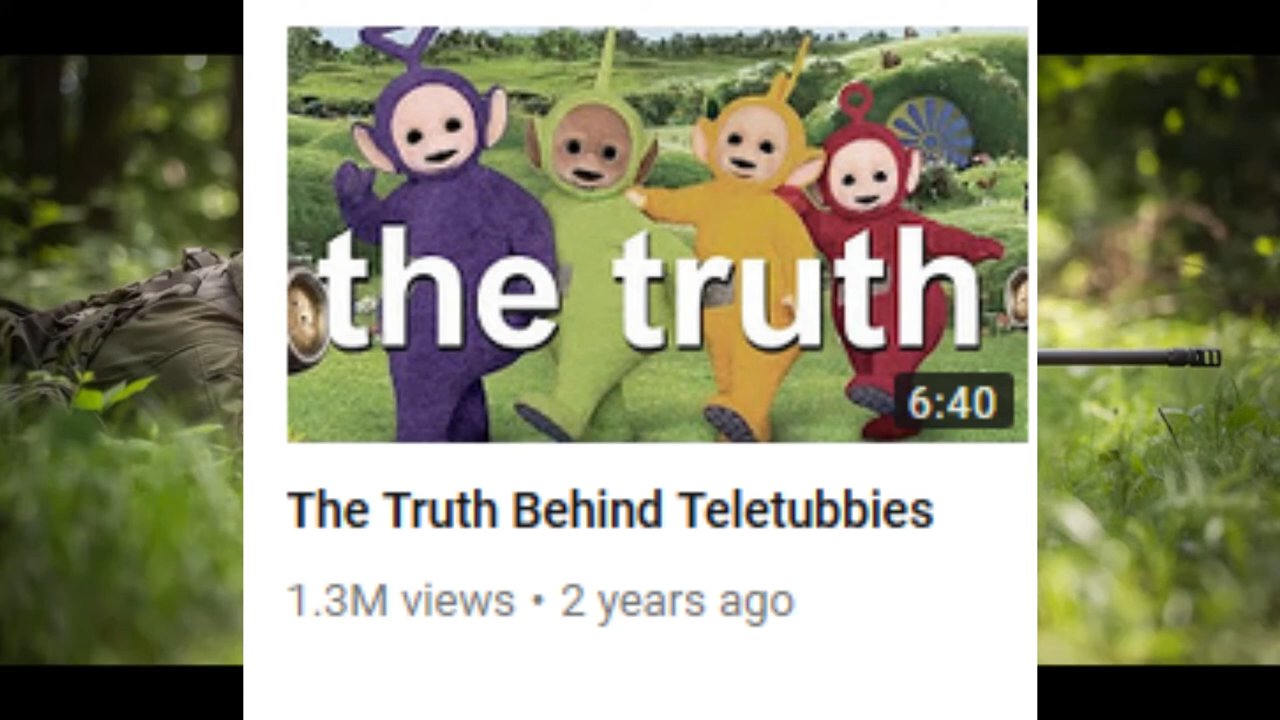 the truth
6:40
The Truth Behind Teletubbies
1.3M views • 2 years ago